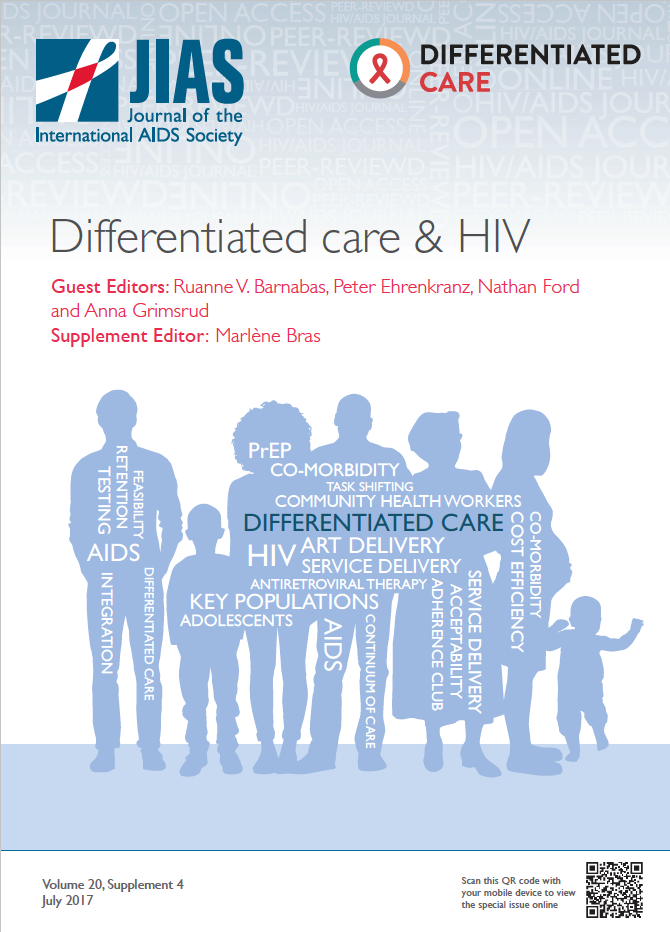 JIAS
Journal of the
International AIDS Society
DIFFERENTIATED
CARE
Differentiated care & HIV
Guest Editors: Ruanne V. Barnabas, Peter Ehrenkranz, Nathan Ford
and Anna Grimsrud
Supplement Editor: Marlène Bras
TESTING
RETENTION
FEASIBILITY
AIDS
INTEGRATION
DIFFERENTIATED CARE
PrEP
CO-MORBIDITY
TASK SHIFTING
COMMUNITY HEALTH WORKERS
DIFFERENTIATED CARE
HIV
ART DELIVERY
SERVICE DELIVERY
ANTIRETROVIRAL THERAPY
KEY POPULATIONS
ADOLESCENTS
AIDS
CONTINUUM OF CARE
ADHERENCE CLUB
ACCEPTABILITY
SERVICE DELIVERY
COST EFFICIENCY
CO-MORBIDITY
Volume 20, Supplement 4
July 2017
Scan this QR code with
your mobile device to view
the special issue online